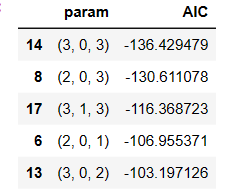 param AIC
14 (3, 0, 3) -136.429479
8 (2, 0, 3) -130.611078
17 (3, 1, 3) -116.368723
6 (2, 0, 1) -106.955371
13 (3, 0, 2) -103.197126